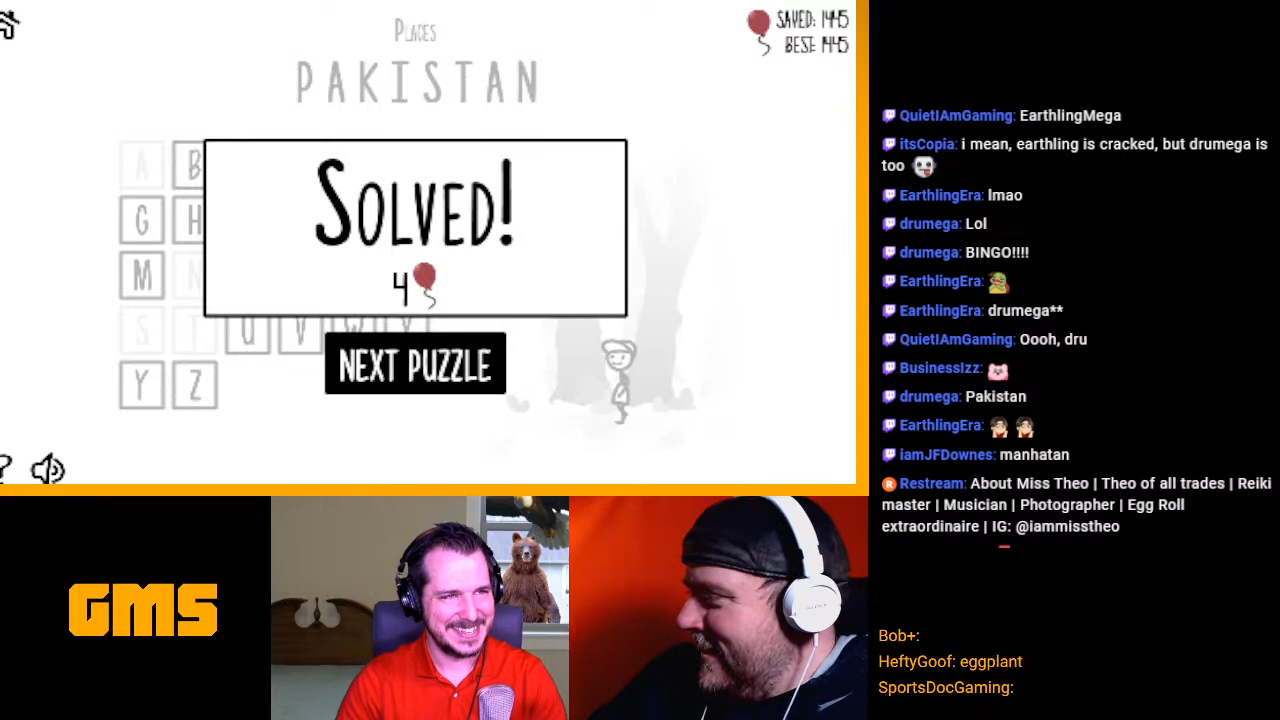 PLACES
PAKISTAN
SAVED: 1445
BEST: 1445
A B
G H
M N
S T U V W X
Y Z
SOLVED!
4
NEXT PUZZLE
?
QuietIAmGaming: EarthlingMega
itsCopia: i mean, earthling is cracked, but drumega is
too
EarthlingEra: lmao
drumega: Lol
drumega: BINGO!!!!
EarthlingEra:
EarthlingEra: drumega**
QuietIAmGaming: Oooh, dru
BusinessIzz:
drumega: Pakistan
EarthlingEra:
iamJFDownes: manhatan
Restream: About Miss Theo | Theo of all trades | Reiki
master | Musician | Photographer | Egg Roll
extraordinaire | IG: @iammisstheo
GMS
Bob+:
HeftyGoof: eggplant
SportsDocGaming: